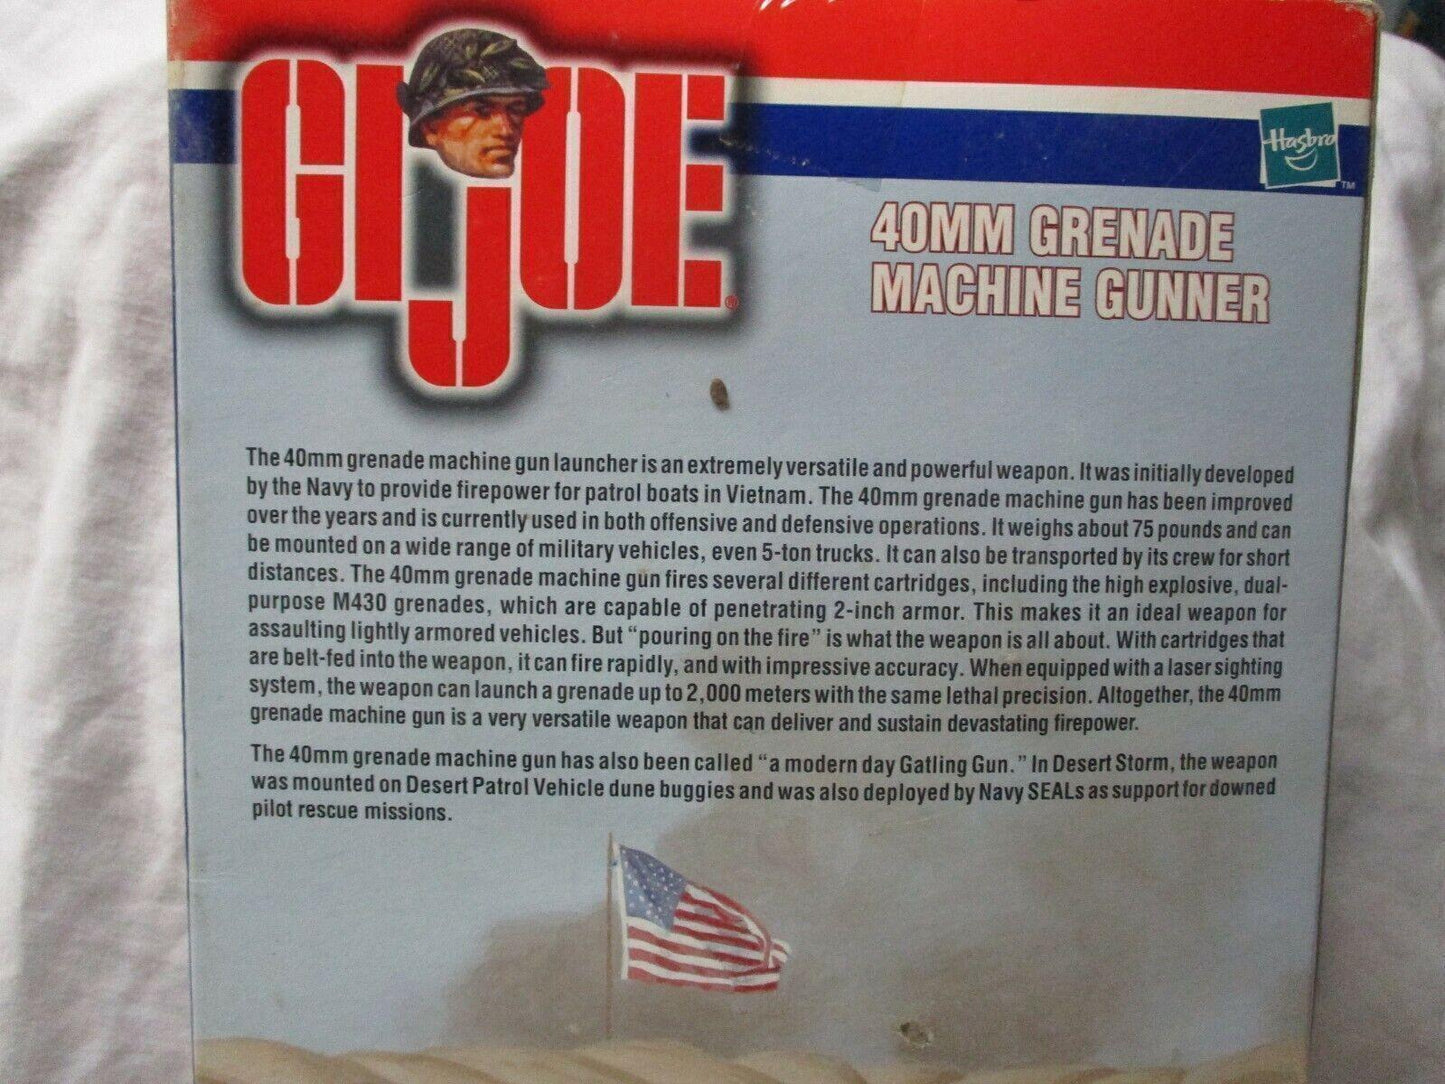 GI JOE®
Hasbro™
40MM GRENADE
MACHINE GUNNER
The 40mm grenade machine gun launcher is an extremely versatile and powerful weapon. It was initially developed
by the Navy to provide firepower for patrol boats in Vietnam. The 40mm grenade machine gun has been improved
over the years and is currently used in both offensive and defensive operations. It weighs about 75 pounds and can
be mounted on a wide range of military vehicles, even 5-ton trucks. It can also be transported by its crew for short
distances. The 40mm grenade machine gun fires several different cartridges, including the high explosive, dual-
purpose M430 grenades, which are capable of penetrating 2-inch armor. This makes it an ideal weapon for
assaulting lightly armored vehicles. But “pouring on the fire” is what the weapon is all about. With cartridges that
are belt-fed into the weapon, it can fire rapidly, and with impressive accuracy. When equipped with a laser sighting
system, the weapon can launch a grenade up to 2,000 meters with the same lethal precision. Altogether, the 40mm
grenade machine gun is a very versatile weapon that can deliver and sustain devastating firepower.
The 40mm grenade machine gun has also been called “a modern day Gatling Gun.” In Desert Storm, the weapon
was mounted on Desert Patrol Vehicle dune buggies and was also deployed by Navy SEALs as support for downed
pilot rescue missions.